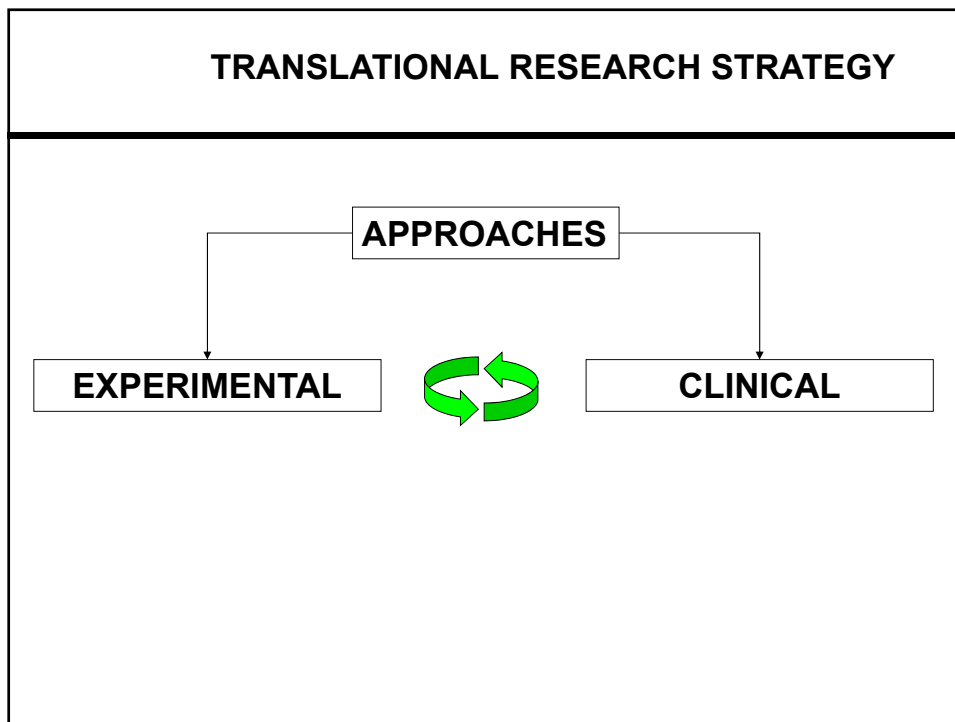 TRANSLATIONAL RESEARCH STRATEGY
APPROACHES
EXPERIMENTAL
CLINICAL